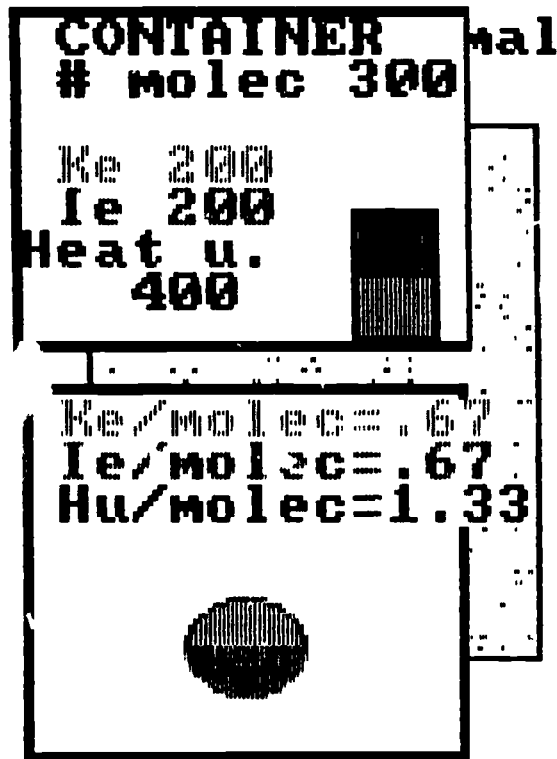 CONTAINER mal
# molec 300
Ke 200
Ie 200
Heat u.
400
Ke/molec=.67
Ie/molec=.67
Hu/molec=1.33